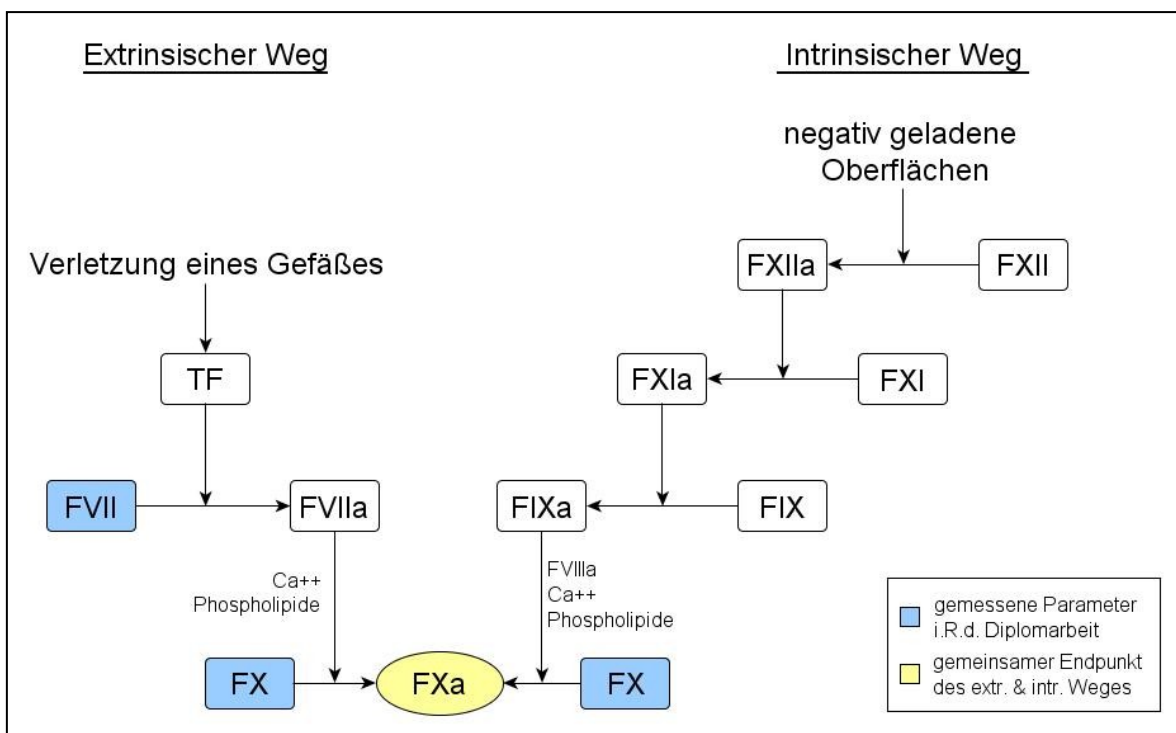 Extrinsischer Weg
Intrinsischer Weg
negativ geladene
Oberflächen
Verletzung eines Gefäßes
FXIIa
FXII
TF
FXIa
FXI
FVII
FVIIa
FIXa
FIX
Ca++
Phospholipide
FVIIIa
Ca++
Phospholipide
FX
FXa
FX
gemessene Parameter
i.R.d. Diplomarbeit
gemeinsamer Endpunkt
des extr. & intr. Weges